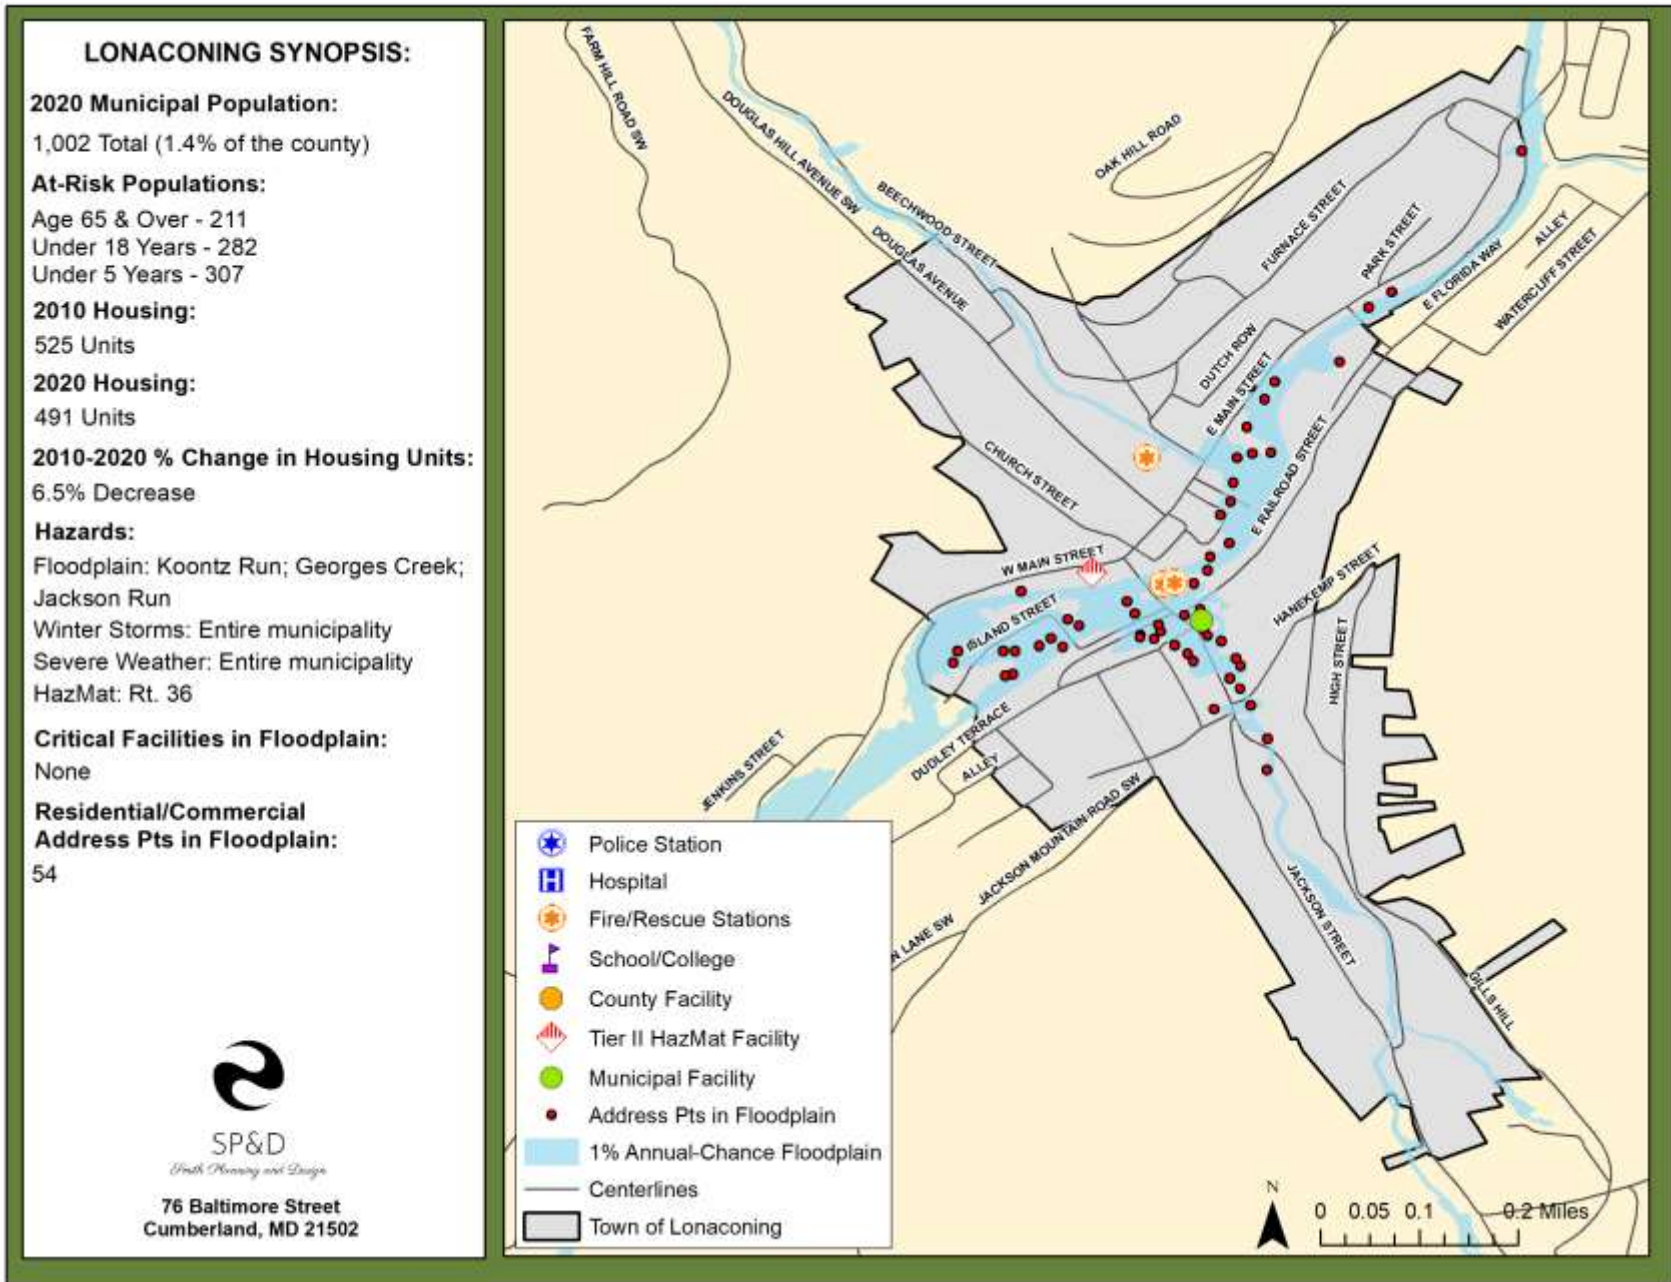 LONACONING SYNOPSIS:
2020 Municipal Population:
1,002 Total (1.4% of the county)
At-Risk Populations:
Age 65 & Over - 211
Under 18 Years - 282
Under 5 Years - 307
2010 Housing:
525 Units
2020 Housing:
491 Units
2010-2020 % Change in Housing Units:
6.5% Decrease
Hazards:
Floodplain: Koontz Run; Georges Creek;
Jackson Run
Winter Storms: Entire municipality
Severe Weather: Entire municipality
HazMat: Rt. 36
Critical Facilities in Floodplain:
None
Residential/Commercial
Address Pts in Floodplain:
54
SP&D
Smith Planning and Design
76 Baltimore Street
Cumberland, MD 21502
FARM HILL ROAD SW
DOUGLAS HILL AVENUE SW
BEECHWOOD STREET
DOUGLAS AVENUE
OAK HILL ROAD
FURNACE STREET
PARK STREET
E FLORIDA WAY
ALLEY
WATERCLIFF STREET
DUTCH ROW
E MAIN STREET
E RAILROAD STREET
CHURCH STREET
W MAIN STREET
ISLAND STREET
HANEKEMP STREET
HIGH STREET
DUDLEY TERRACE
ALLEY
JENKINS STREET
JACKSON MOUNTAIN ROAD SW
N LANE SW
JACKSON STREET
GILLS HILL
Police Station
H Hospital
Fire/Rescue Stations
School/College
County Facility
Tier II HazMat Facility
Municipal Facility
Address Pts in Floodplain
1% Annual-Chance Floodplain
Centerlines
Town of Lonaconing
N
0 0.05 0.1 0.2 Miles